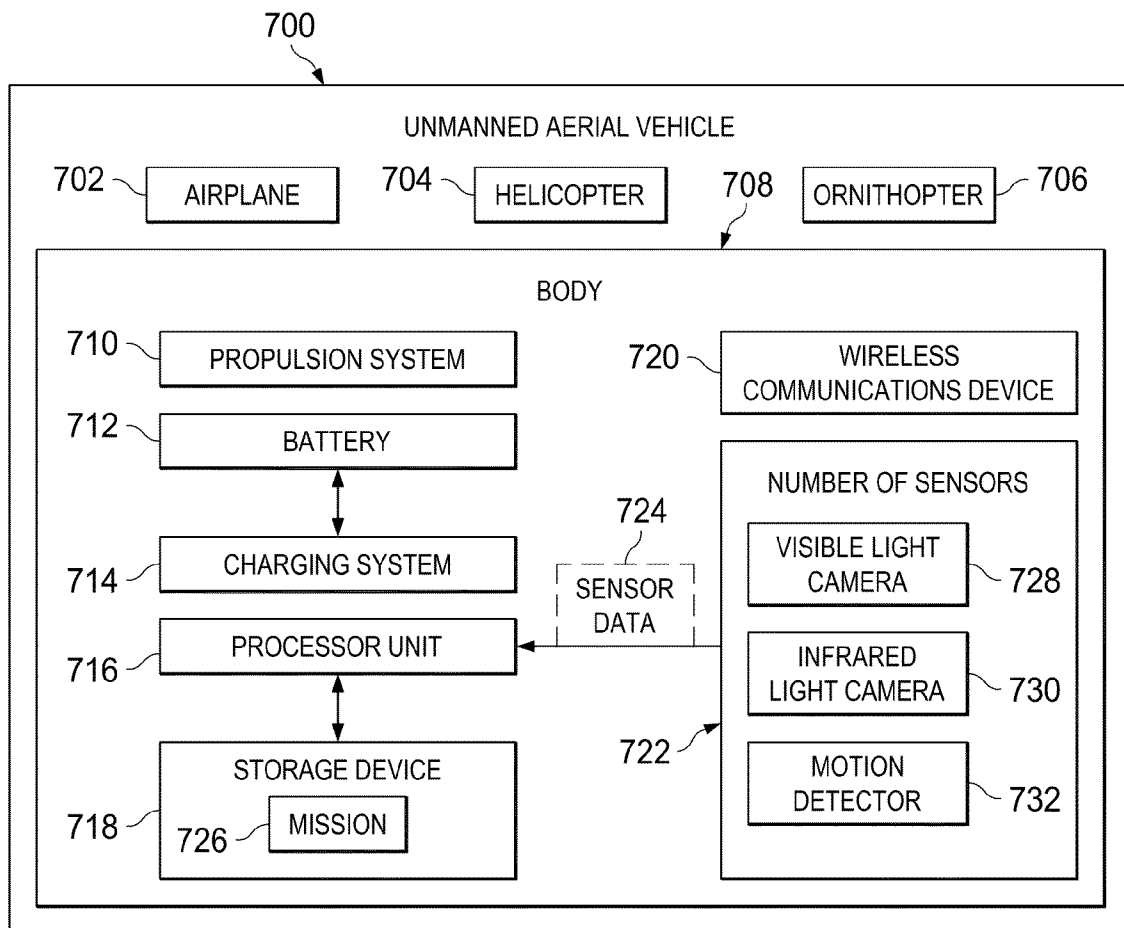 700
UNMANNED AERIAL VEHICLE
702
AIRPLANE
704
HELICOPTER
ORNITHOPTER
706
708
BODY
710
PROPULSION SYSTEM
712
BATTERY
714
CHARGING SYSTEM
716
PROCESSOR UNIT
718
STORAGE DEVICE
726
MISSION
720
WIRELESS
COMMUNICATIONS DEVICE
724
SENSOR
DATA
722
NUMBER OF SENSORS
VISIBLE LIGHT
CAMERA
728
INFRARED
LIGHT CAMERA
730
MOTION
DETECTOR
732